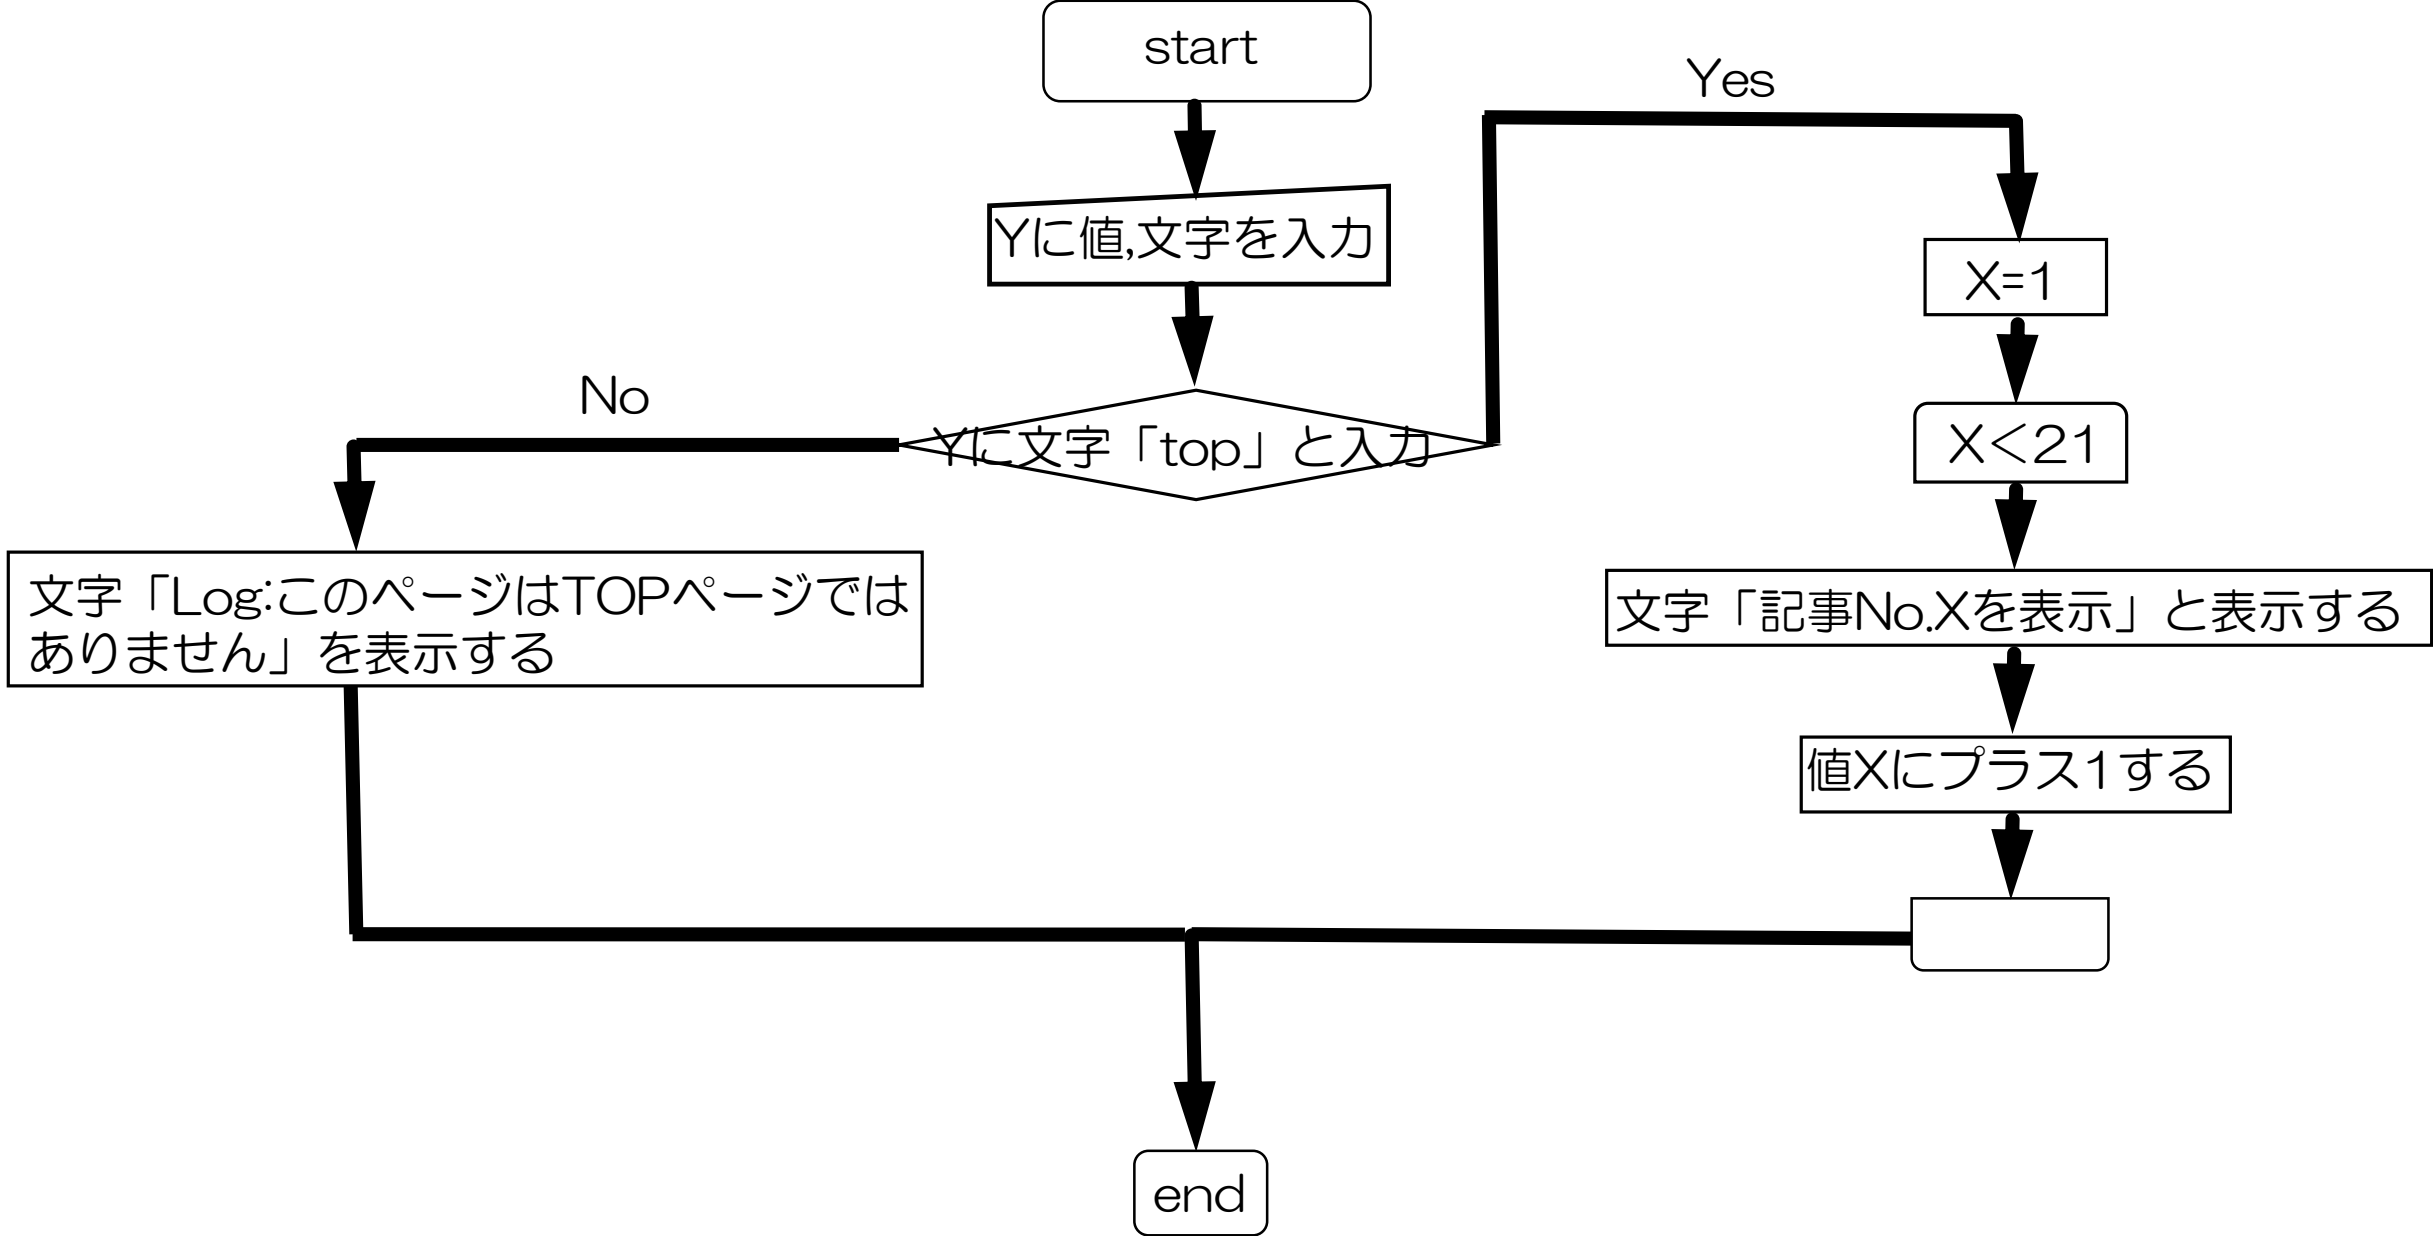 start
Yes
Yに値,文字を入力
X=1
No
Yに文字「top」と入力
X＜21
文字「Log:このページはTOPページでは
ありません」を表示する
文字「記事No.Xを表示」と表示する
値Xにプラス1する
end